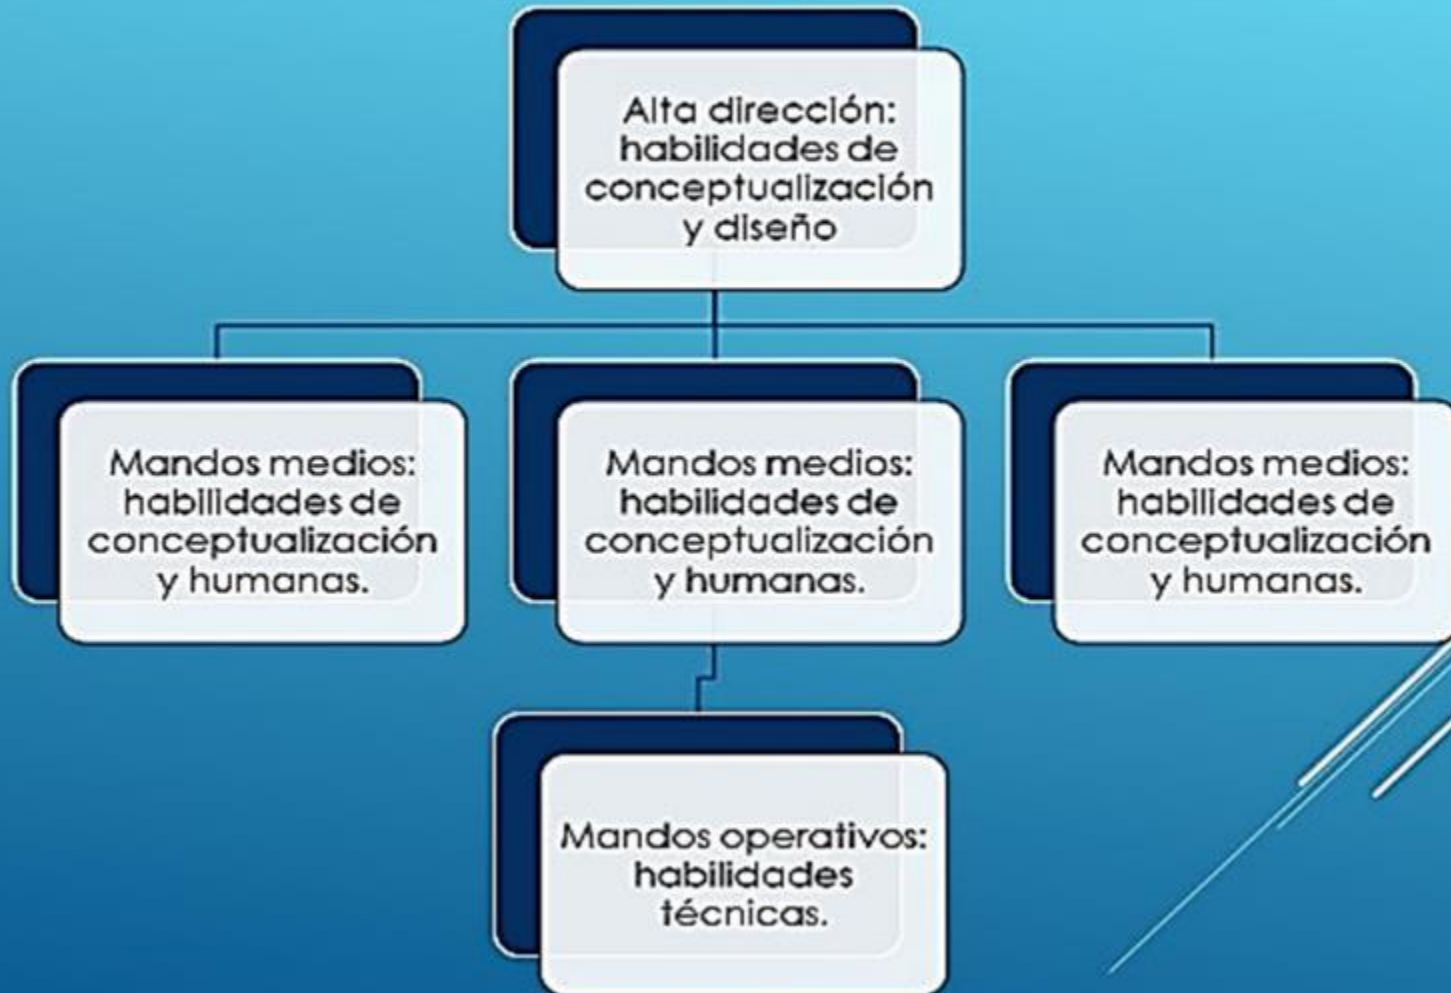 Alta dirección:
habilidades de
conceptualización
y diseño
Mandos medios:
habilidades de
conceptualización
y humanas.
Mandos medios:
habilidades de
conceptualización
y humanas.
Mandos medios:
habilidades de
conceptualización
y humanas.
Mandos operativos:
habilidades
técnicas.